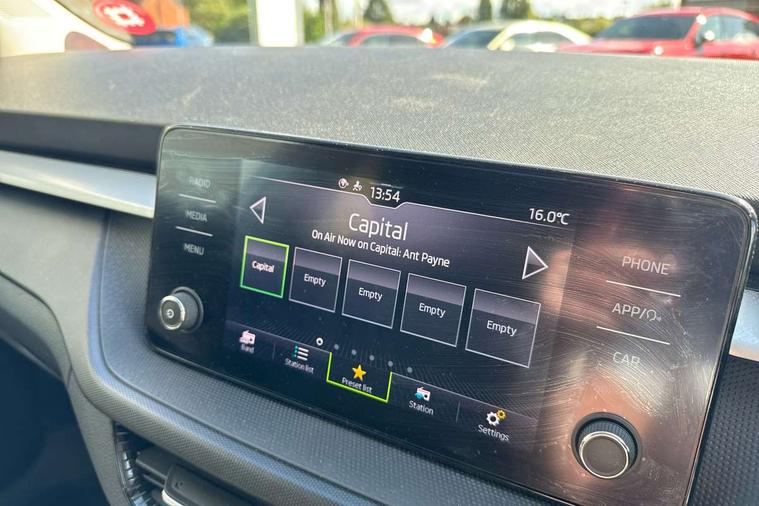 RADIO
MEDIA
MENU
13:54
16.0°C
Capital
On Air Now on Capital: Ant Payne
Capital
Empty
Empty
Empty
Empty
Band
Station list
Preset list
Station
Settings
PHONE
APP/
CAR